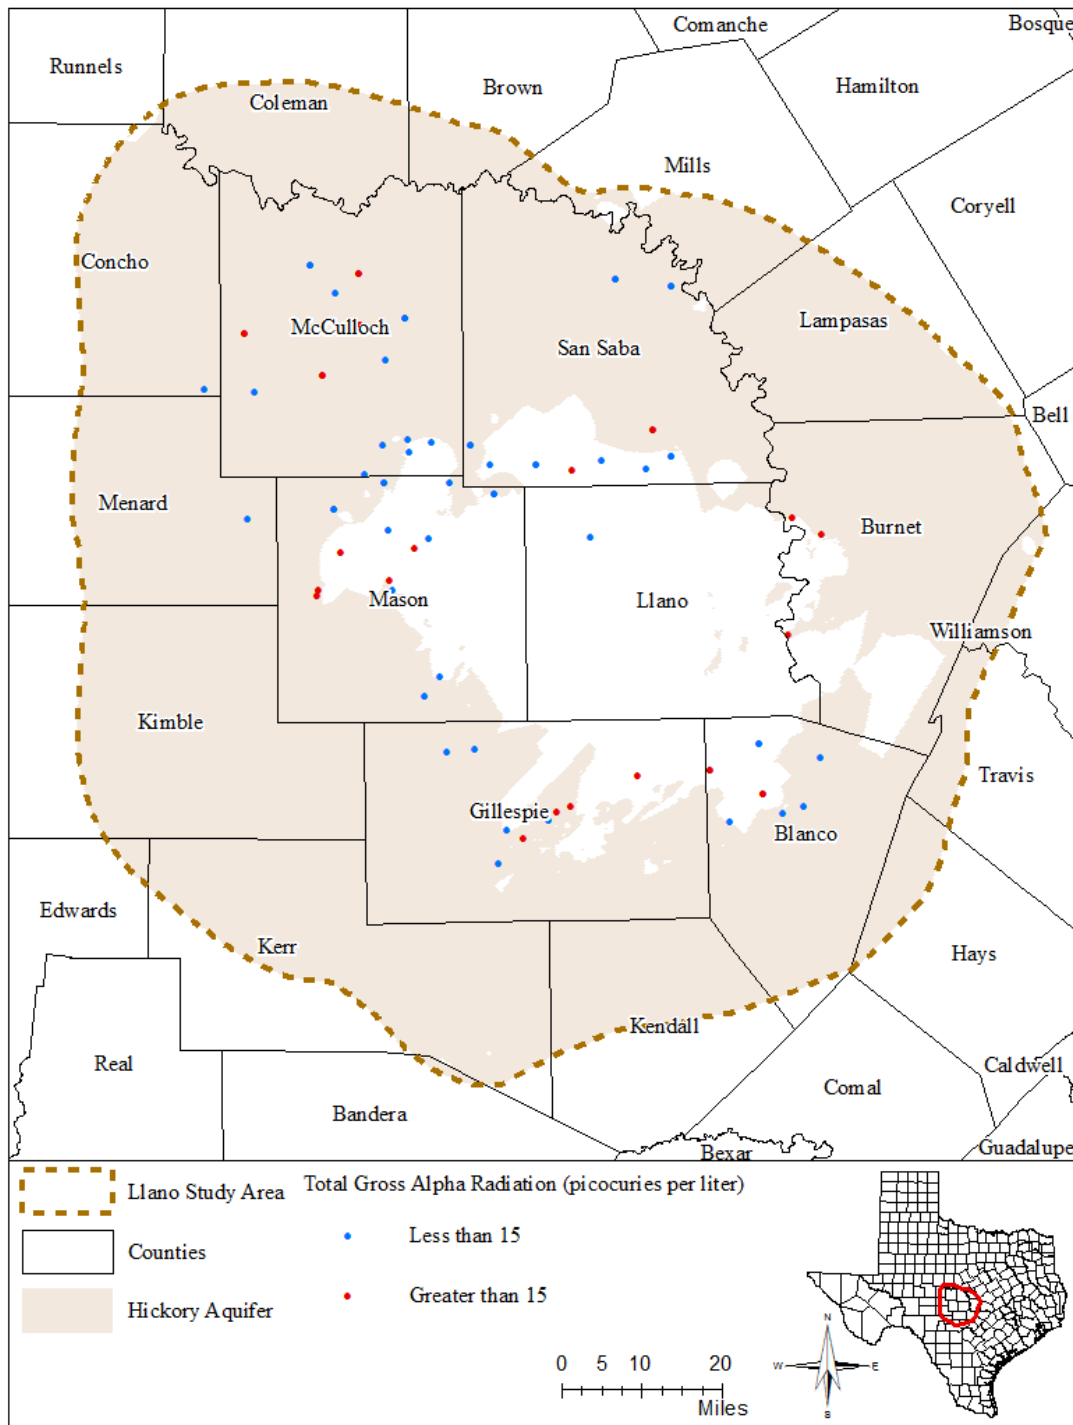 Comanche
Bosque
Runnels
Brown
Hamilton
Coleman
Mills
Coryell
Concho
McCulloch
San Saba
Lampasas
Bell
Menard
Burnet
Mason
Llano
Williamson
Kimble
Travis
Gillespie
Blanco
Edwards
Kerr
Hays
Kendall
Real
Caldwell
Comal
Bandera
Guadalupe
Bexar
Llano Study Area
Total Gross Alpha Radiation (picocuries per liter)
Counties
Less than 15
Hickory Aquifer
Greater than 15
0 5 10 20
Miles
N
W E
S